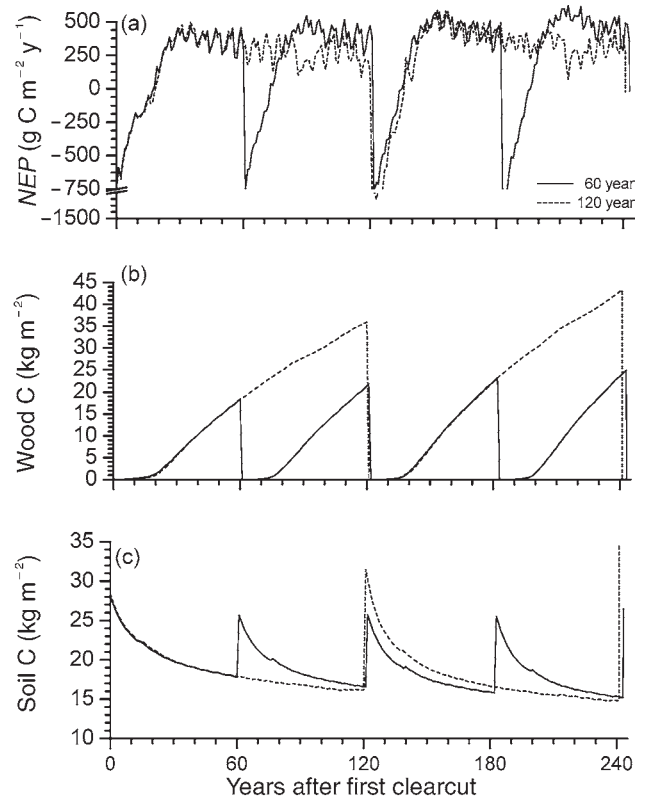 (a)
500
250
0
−250
−500
−750
−1500
NEP (g C m−2 y−1)
60 year
120 year
(b)
45
40
35
30
25
20
15
10
5
0
Wood C (kg m−2)
(c)
35
30
25
20
15
10
Soil C (kg m−2)
0 60 120 180 240
Years after first clearcut